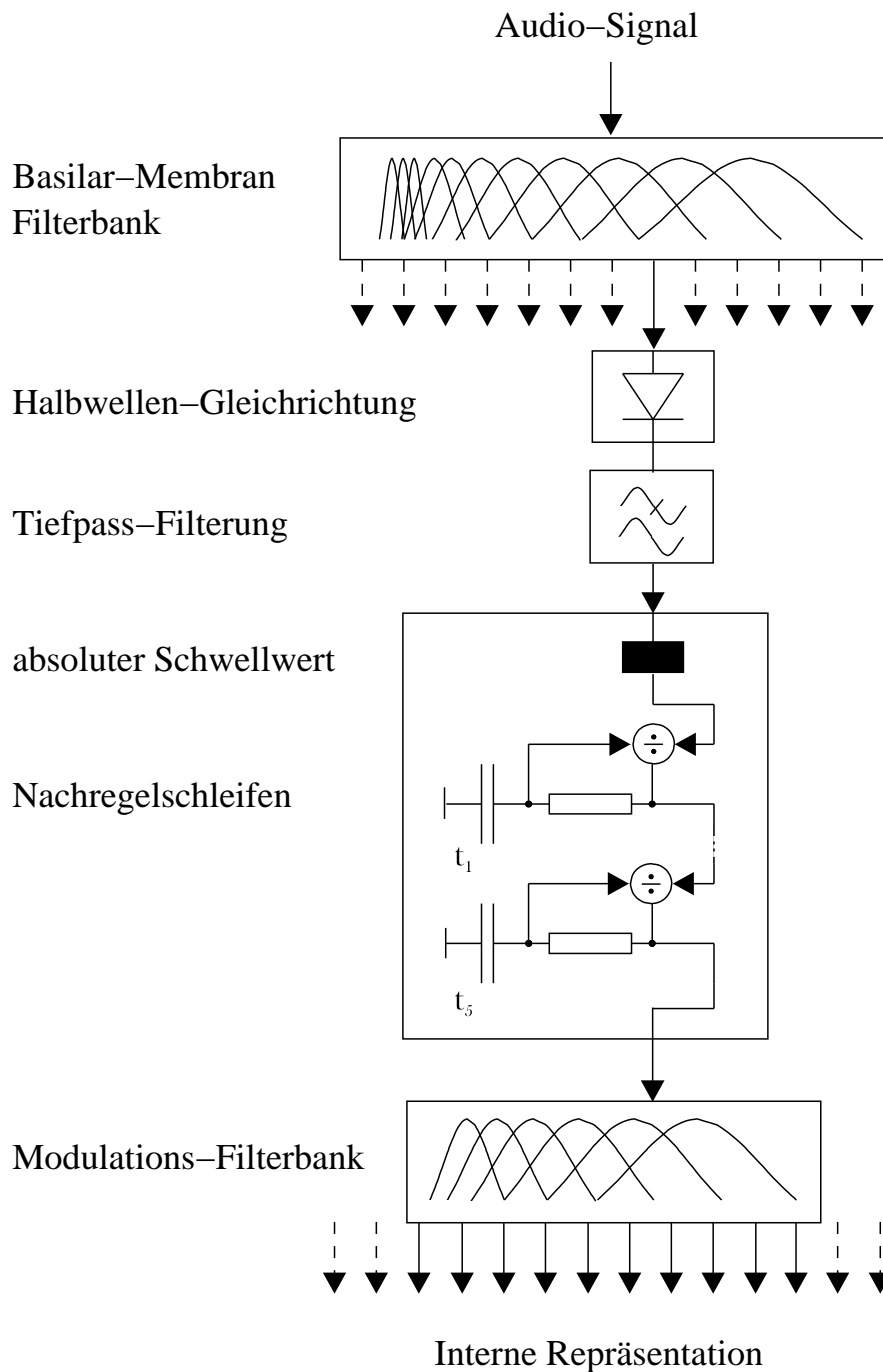 Audio–Signal
Basilar–Membran
Filterbank
Halbwellen–Gleichrichtung
Tiefpass–Filterung
absoluter Schwellwert
÷
Nachregelschleifen
t₁
÷
t₅
Modulations–Filterbank
Interne Repräsentation